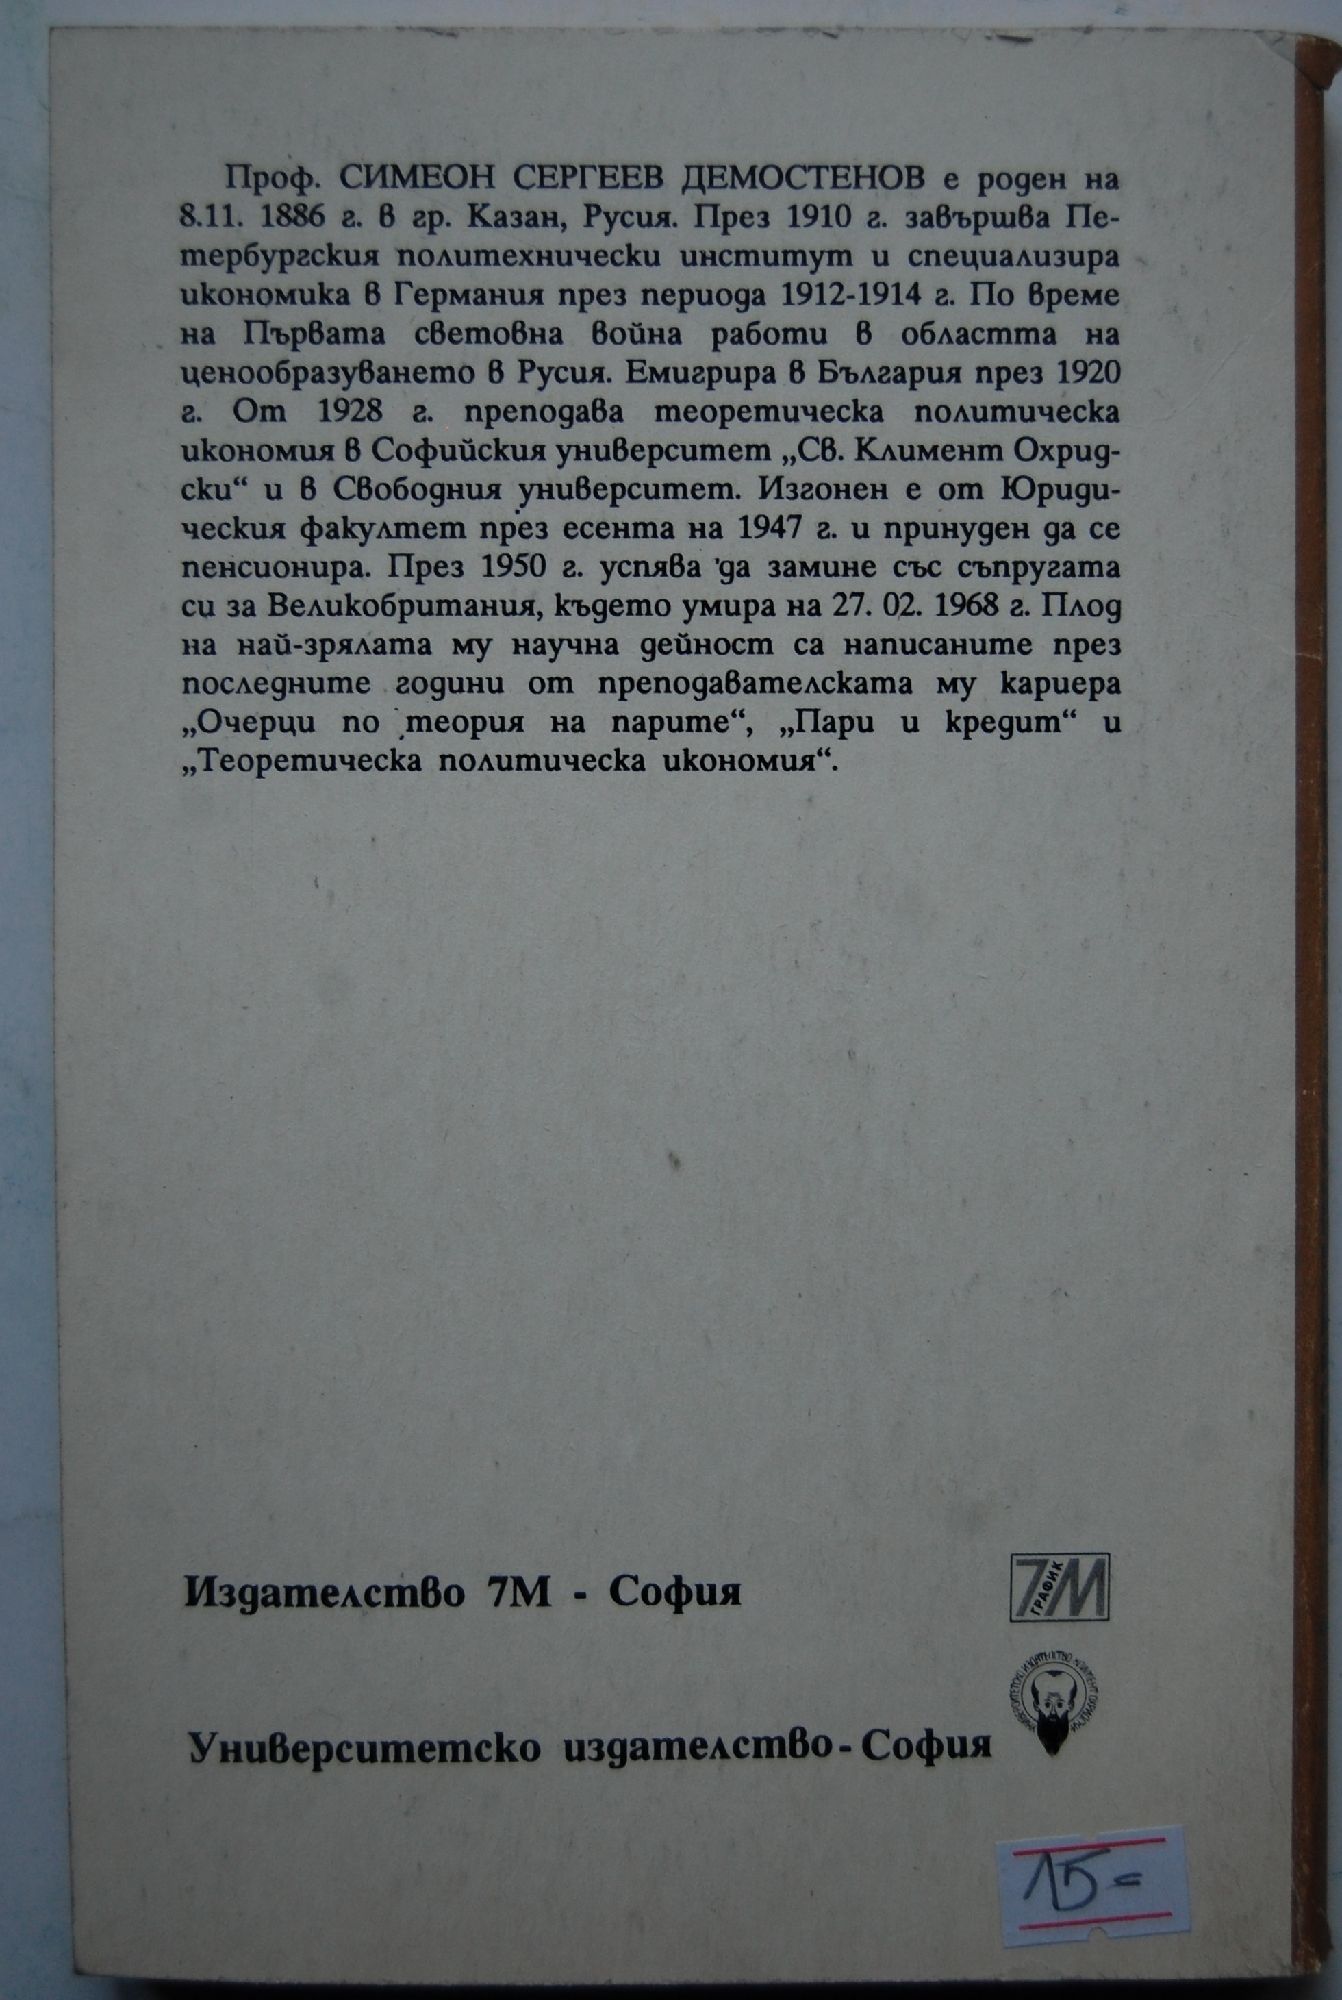 Проф. СИМЕОН СЕРГЕЕВ ДЕМОСТЕНОВ е роден на
8.11. 1886 г. в гр. Казан, Русия. През 1910 г. завършва Пе-
тербургския политехнически институт и специализира
икономика в Германия през периода 1912-1914 г. По време
на Първата световна война работи в областта на
ценообразуването в Русия. Емигрира в България през 1920
г. От 1928 г. преподава теоретическа политическа
икономия в Софийския университет „Св. Климент Охрид-
ски“ и в Свободния университет. Изгонен е от Юриди-
ческия факултет през есента на 1947 г. и принуден да се
пенсионира. През 1950 г. успява да замине със съпругата
си за Великобритания, където умира на 27. 02. 1968 г. Плод
на най-зрялата му научна дейност са написаните през
последните години от преподавателската му кариера
„Очерци по теория на парите“, „Пари и кредит“ и
„Теоретическа политическа икономия“.
Издателство 7М - София
7М ГРАФИК
Университетско издателство - София
15=